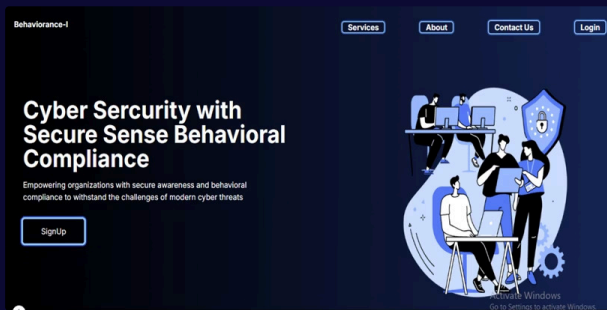 Behaviorance-I
Services
About
Contact Us
Login
Cyber Sercurity with
Secure Sense Behavioral
Compliance
Empowering organizations with secure awareness and behavioral
compliance to withstand the challenges of modern cyber threats
SignUp
Activate Windows
Go to Settings to activate Windows.